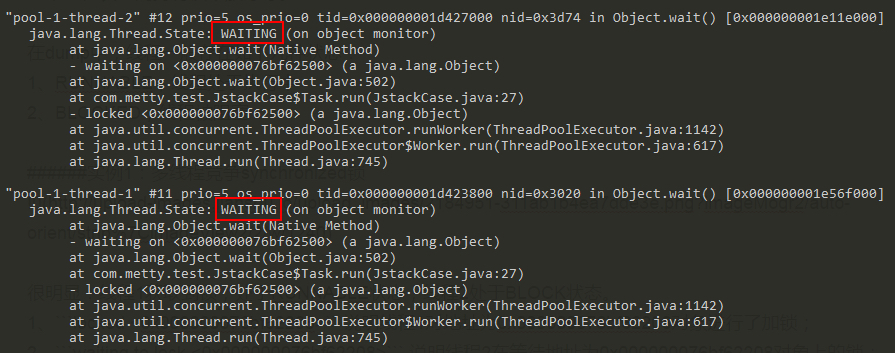 "pool-1-thread-2" #12 prio=5 os_prio=0 tid=0x000000001d427000 nid=0x3d74 in Object.wait() [0x000000001e11e000]
java.lang.Thread.State: WAITING (on object monitor)
at java.lang.Object.wait(Native Method)
- waiting on <0x000000076bf62500> (a java.lang.Object)
at java.lang.Object.wait(Object.java:502)
at com.metty.test.JstackCase$Task.run(JstackCase.java:27)
- locked <0x000000076bf62500> (a java.lang.Object)
at java.util.concurrent.ThreadPoolExecutor.runWorker(ThreadPoolExecutor.java:1142)
at java.util.concurrent.ThreadPoolExecutor$Worker.run(ThreadPoolExecutor.java:617)
at java.lang.Thread.run(Thread.java:745)
"pool-1-thread-1" #11 prio=5 os_prio=0 tid=0x000000001d423800 nid=0x3020 in Object.wait() [0x000000001e56f000]
java.lang.Thread.State: WAITING (on object monitor)
at java.lang.Object.wait(Native Method)
- waiting on <0x000000076bf62500> (a java.lang.Object)
at java.lang.Object.wait(Object.java:502)
at com.metty.test.JstackCase$Task.run(JstackCase.java:27)
- locked <0x000000076bf62500> (a java.lang.Object)
at java.util.concurrent.ThreadPoolExecutor.runWorker(ThreadPoolExecutor.java:1142)
at java.util.concurrent.ThreadPoolExecutor$Worker.run(ThreadPoolExecutor.java:617)
at java.lang.Thread.run(Thread.java:745)